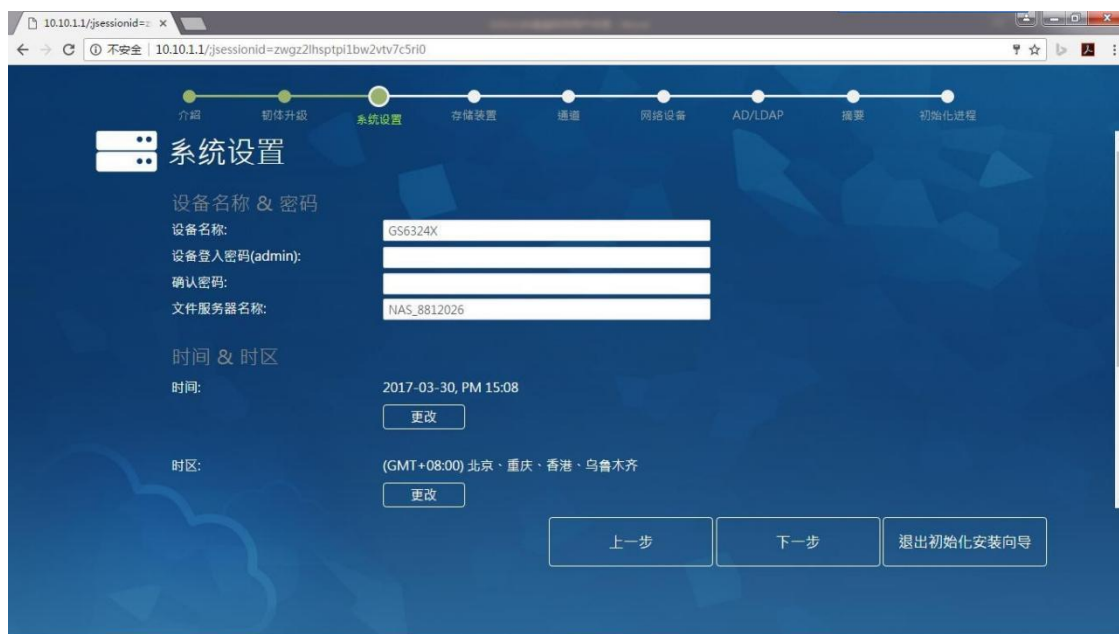 10.10.1.1/;jsessionid=z
不安全 | 10.10.1.1/;jsessionid=zwgz2lhsptpi1bw2vtv7c5ri0
介紹 韌体升級 系统设置 存储装置 通道 网络设备 AD/LDAP 摘要 初始化进程
系统设置
设备名称 & 密码
设备名称: GS6324X
设备登入密码(admin):
确认密码:
文件服务器名称: NAS_8812026
时间 & 时区
时间: 2017-03-30, PM 15:08
更改
时区: (GMT+08:00) 北京、重庆、香港、乌鲁木齐
更改
上一步 下一步 退出初始化安装向导